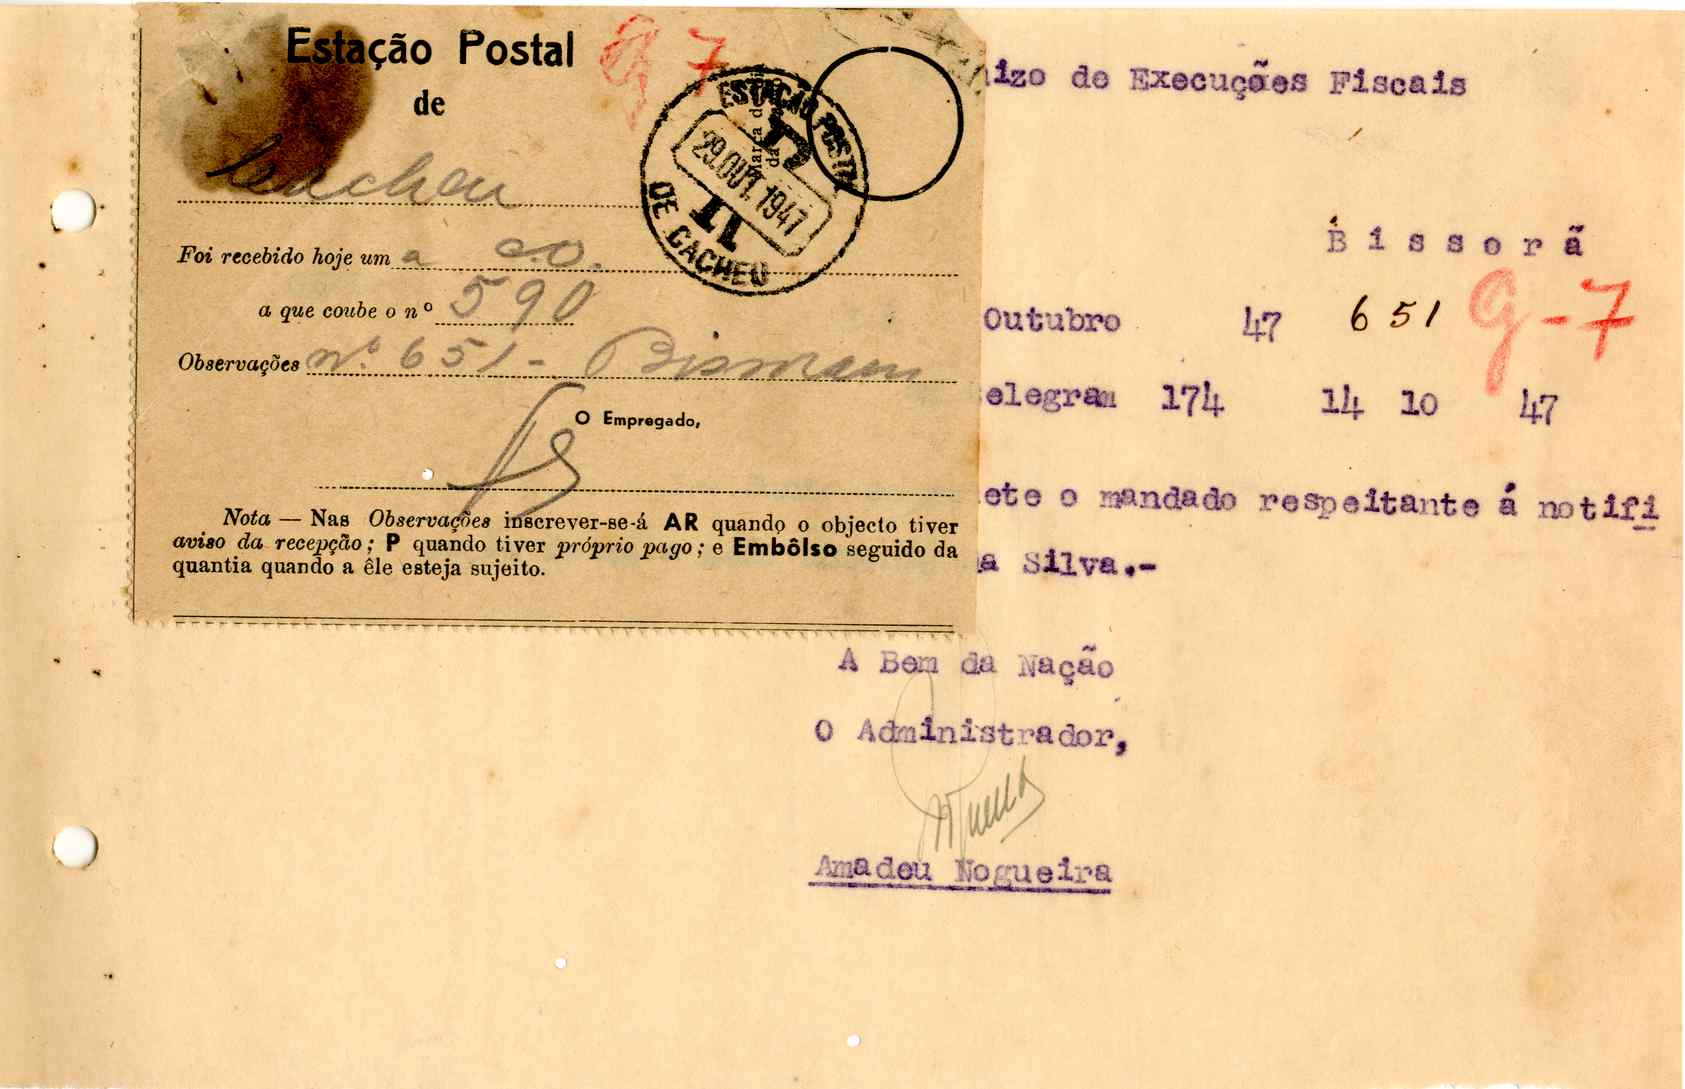 Estação Postal
G 7
de
Cacheu
ESTAÇÃO POSTAL
29.OUT.1947
DE CACHEU
Foi recebido hoje um a c.o.
a que coube o nº 590
Observações nº 651 -
O Empregado,
Nota — Nas Observações inscrever-se-á AR quando o objecto tiver
aviso da recepção; P quando tiver próprio pago; e Embôlso seguido da
quantia quando a êle esteja sujeito.
izo de Execuções Fiscais
Bissorã
Outubro 47 651 G-7
elegram 174 14 10 47
ete o mandado respeitante á notifi
a Silva.-
A Bem da Nação
O Administrador,
Amadeu Nogueira